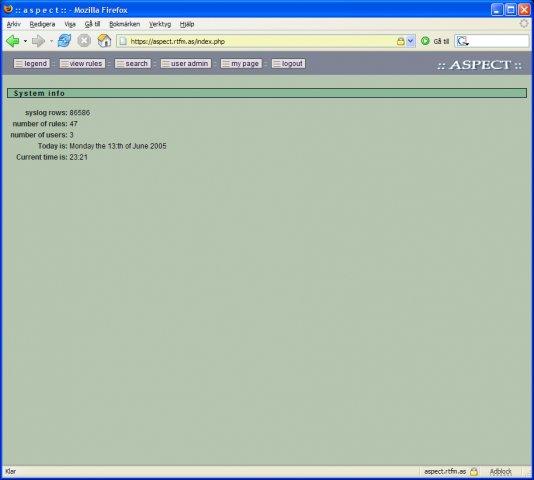 :: a s p e c t :: - Mozilla Firefox
Arkiv Redigera Visa Gå till Bokmärken Verktyg Hjälp
https://aspect.rtfm.as/index.php Gå till
legend :: view rules :: search :: user admin :: my page :: logout :: ASPECT ::
System info
syslog rows: 86586
number of rules: 47
number of users: 3
Today is: Monday the 13:th of June 2005
Current time is: 23:21
Klar aspect.rtfm.as Adblock